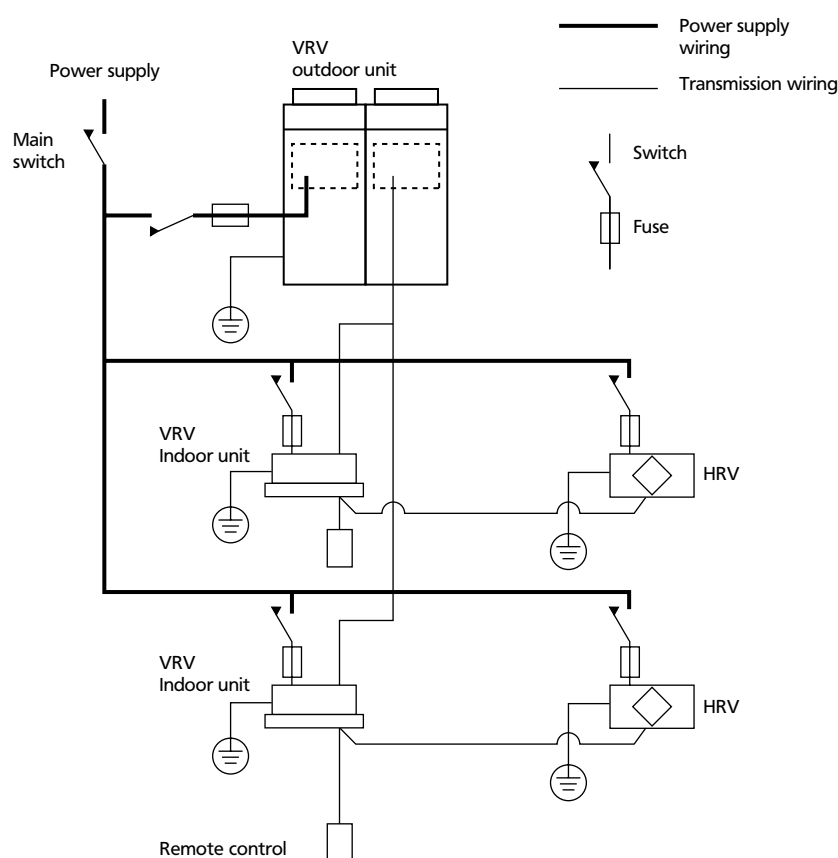 VRV
outdoor unit
Power supply
wiring
Power supply
Transmission wiring
Main
switch
Switch
Fuse
VRV
Indoor unit
HRV
VRV
Indoor unit
HRV
Remote control